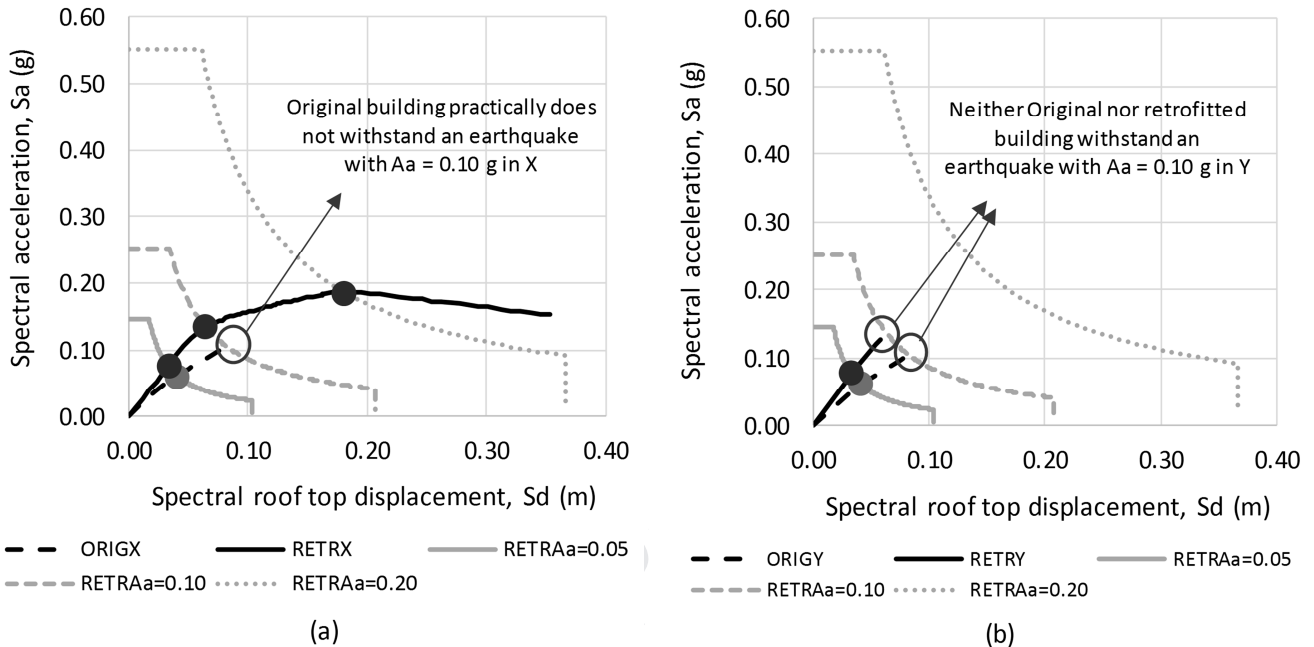 0.60
0.50
0.40
0.30
0.20
0.10
0.00
Spectral acceleration, Sa (g)
Original building practically does
not withstand an earthquake
with Aa = 0.10 g in X
0.00 0.10 0.20 0.30 0.40
Spectral roof top displacement, Sd (m)
ORIGX RETRX RETRAa=0.05
RETRAa=0.10 RETRAa=0.20
(a)
0.60
0.50
0.40
0.30
0.20
0.10
0.00
Spectral acceleration, Sa (g)
Neither Original nor retrofitted
building withstand an
earthquake with Aa = 0.10 g in Y
0.00 0.10 0.20 0.30 0.40
Spectral roof top displacement, Sd (m)
ORIGY RETRY RETRAa=0.05
RETRAa=0.10 RETRAa=0.20
(b)